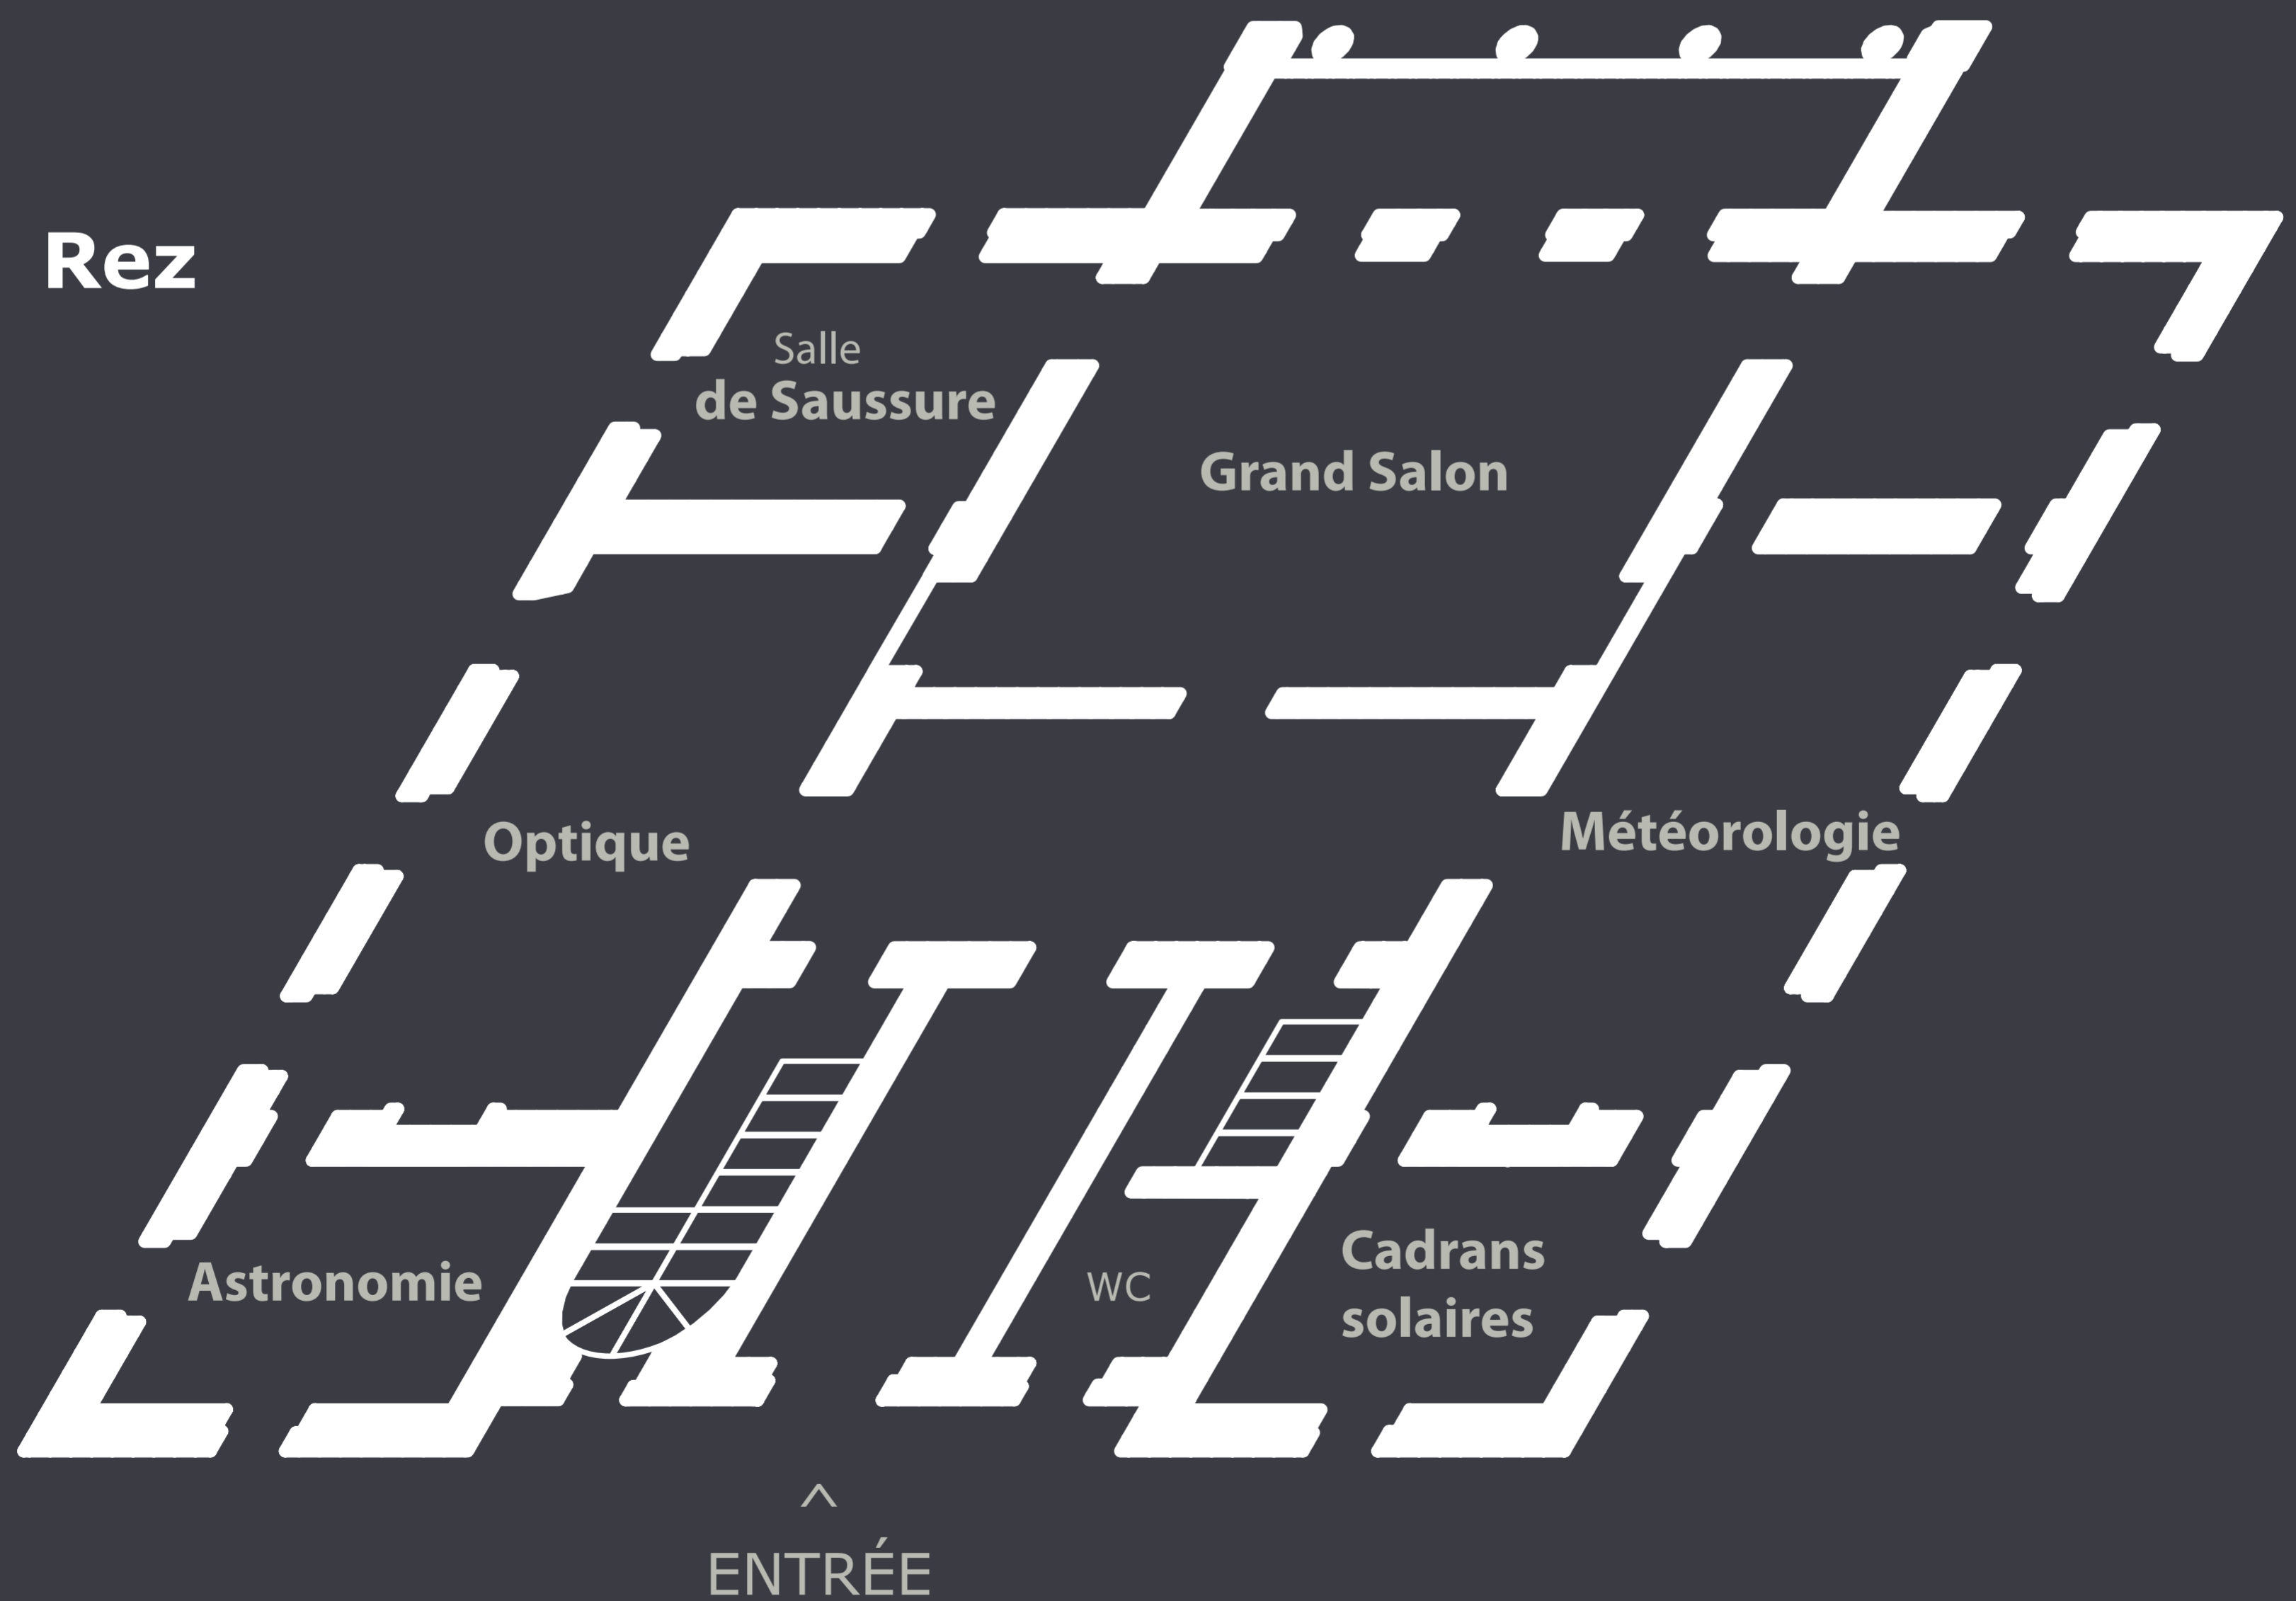 Rez
Salle
de Saussure
Grand Salon
Optique
Météorologie
Astronomie
WC
Cadrans
solaires
^
ENTRÉE